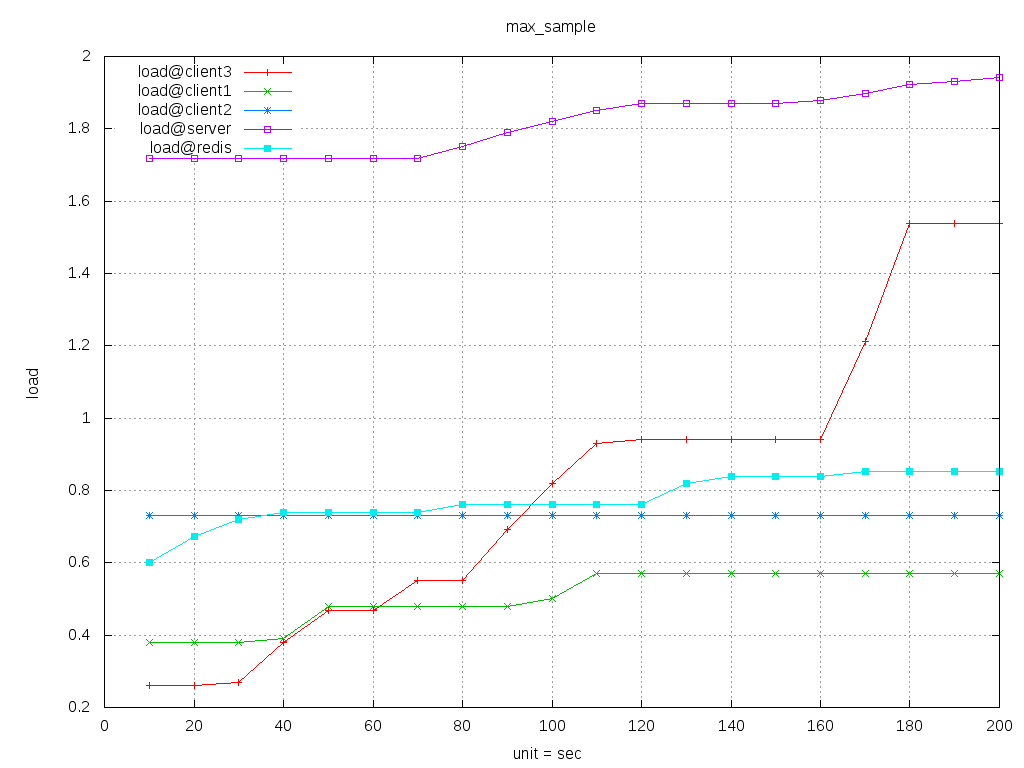 max_sample
2
1.8
1.6
1.4
1.2
1
0.8
0.6
0.4
0.2
load
load@client3
load@client1
load@client2
load@server
load@redis
0 20 40 60 80 100 120 140 160 180 200
unit = sec